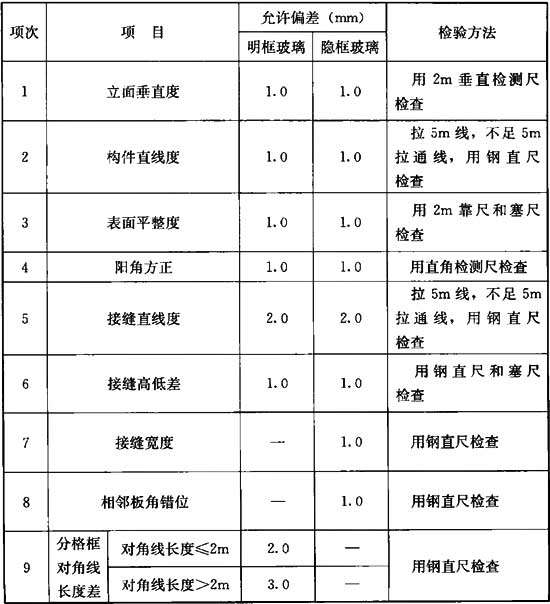 项次 项 目 允许偏差（mm） 检验方法
明框玻璃 隐框玻璃
1 立面垂直度 1.0 1.0 用 2m 垂直检测尺
检查
2 构件直线度 1.0 1.0 拉 5m 线，不足 5m
拉通线，用钢直尺
检查
3 表面平整度 1.0 1.0 用 2m 靠尺和塞尺
检查
4 阳角方正 1.0 1.0 用直角检测尺检查
5 接缝直线度 2.0 2.0 拉 5m 线，不足 5m
拉通线，用钢直尺
检查
6 接缝高低差 1.0 1.0 用钢直尺和塞尺
检查
7 接缝宽度 — 1.0 用钢直尺检查
8 相邻板角错位 — 1.0 用钢直尺检查
9 分格框
对角线
长度差 对角线长度≤2m 2.0 — 用钢直尺检查
对角线长度>2m 3.0 —